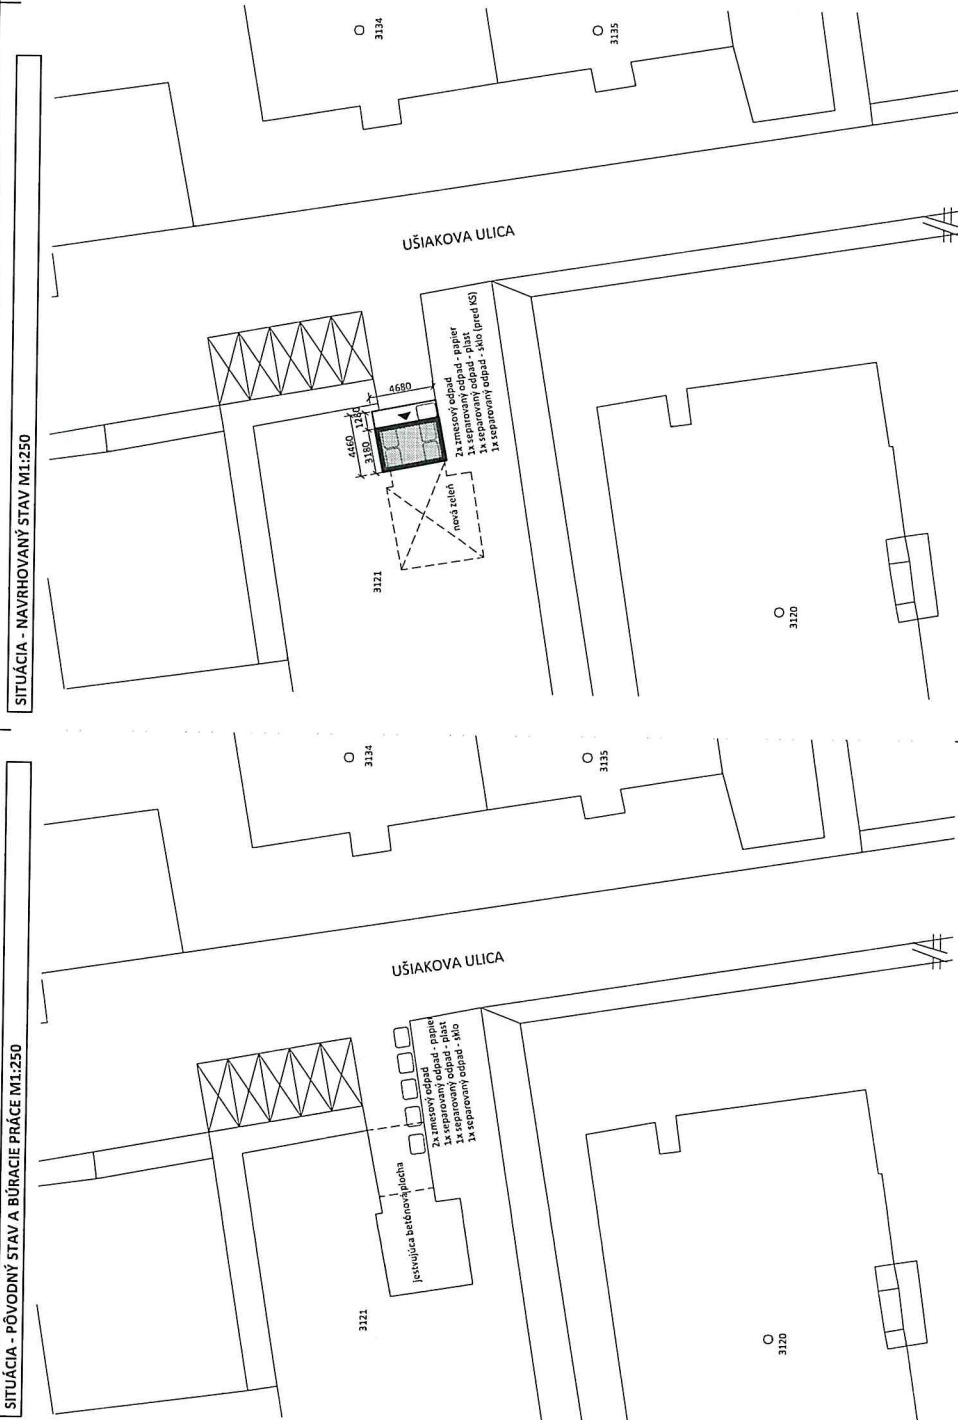 SITUÁCIA - NAVRHOVANÝ STAV M1:250
3134
3135
UŠIAKOVA ULICA
4680
1280
4460
3180
2x zmesový odpad
1x separovaný odpad - papier
1x separovaný odpad - plast
1x separovaný odpad - sklo (pred KS)
nová zeleň
3121
3120
SITUÁCIA - PÔVODNÝ STAV A BÚRACIE PRÁCE M1:250
3134
3135
UŠIAKOVA ULICA
2x zmesový odpad
1x separovaný odpad - papier
1x separovaný odpad - plast
1x separovaný odpad - sklo
jestvujúca betónová plocha
3121
3120